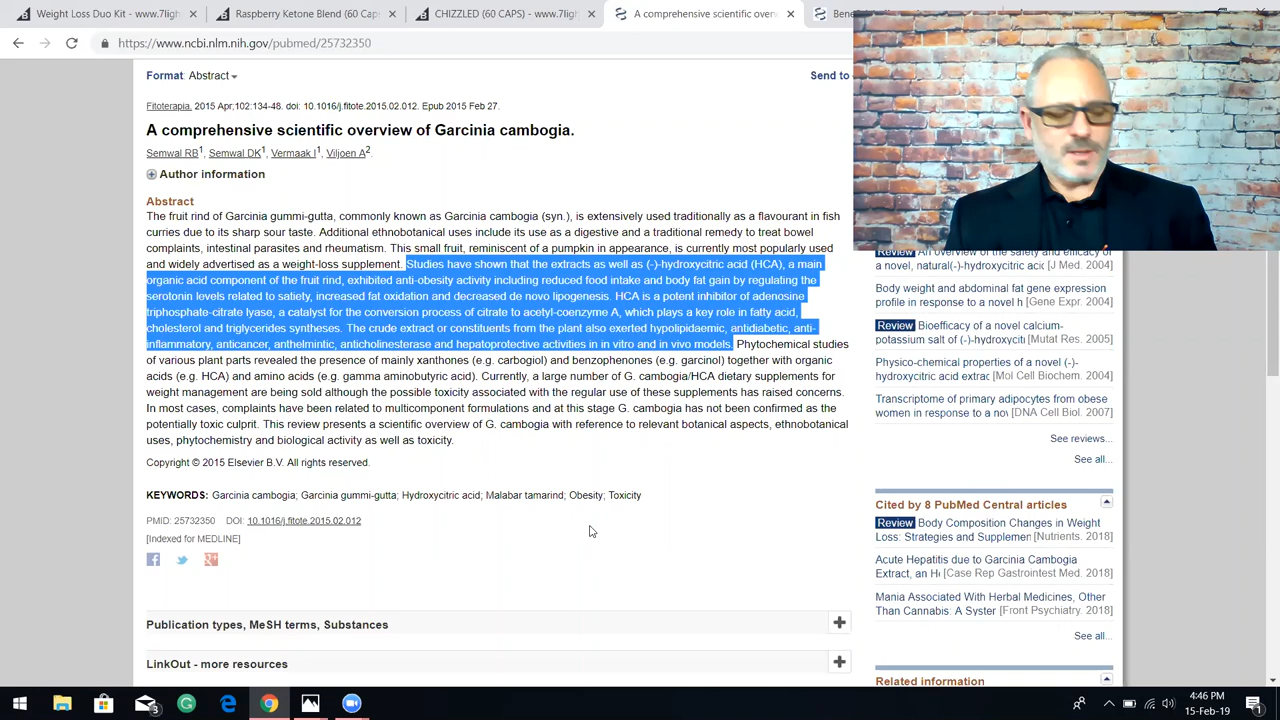 Weight Loss Duo Kit - www.7ligh
Raspberry Ketone Blend (60 Caps)
CHIZZLED (60 CAPS) - www.7ligh
A comprehensive scientific over
https://www.ncbi.nlm.nih.gov/pubmed/25732350
Format: Abstract
Send to
Fitoterapia. 2015 Apr;102:134-48. doi: 10.1016/j.fitote.2015.02.012. Epub 2015 Feb 27.
A comprehensive scientific overview of Garcinia cambogia.
Semwal RB1, Semwal DK1, Vermaak I1, Viljoen A2.
Author information
Abstract
The fruit rind of Garcinia gummi-gutta, commonly known as Garcinia cambogia (syn.), is extensively used traditionally as a flavourant in fish
curries due to its sharp sour taste. Additional ethnobotanical uses include its use as a digestive and a traditional remedy to treat bowel
complaints, intestinal parasites and rheumatism. This small fruit, reminiscent of a pumpkin in appearance, is currently most popularly used
and widely advertised as a weight-loss supplement. Studies have shown that the extracts as well as (-)-hydroxycitric acid (HCA), a main
organic acid component of the fruit rind, exhibited anti-obesity activity including reduced food intake and body fat gain by regulating the
serotonin levels related to satiety, increased fat oxidation and decreased de novo lipogenesis. HCA is a potent inhibitor of adenosine
triphosphate-citrate lyase, a catalyst for the conversion process of citrate to acetyl-coenzyme A, which plays a key role in fatty acid,
cholesterol and triglycerides syntheses. The crude extract or constituents from the plant also exerted hypolipidaemic, antidiabetic, anti-
inflammatory, anticancer, anthelmintic, anticholinesterase and hepatoprotective activities in in vitro and in vivo models. Phytochemical studies
of various plant parts revealed the presence of mainly xanthones (e.g. carbogiol) and benzophenones (e.g. garcinol) together with organic
acids (e.g. HCA) and amino acids (e.g. gamma aminobutyric acid). Currently, a large number of G. cambogia/HCA dietary supplements for
weight management are being sold although the possible toxicity associated with the regular use of these supplements has raised concerns.
In most cases, complaints have been related to multicomponent formulations and at this stage G. cambogia has not been confirmed as the
potentially toxic culprit. This review presents a scientific overview of G. cambogia with reference to relevant botanical aspects, ethnobotanical
uses, phytochemistry and biological activity as well as toxicity.
Copyright © 2015 Elsevier B.V. All rights reserved.
KEYWORDS: Garcinia cambogia; Garcinia gummi-gutta; Hydroxycitric acid; Malabar tamarind; Obesity; Toxicity
PMID: 25732350 DOI: 10.1016/j.fitote.2015.02.012
[Indexed for MEDLINE]
Publication types, MeSH terms, Substances
LinkOut - more resources
Review An overview of the safety and efficacy of
a novel, natural(-)-hydroxycitric acid [J Med. 2004]
Body weight and abdominal fat gene expression
profile in response to a novel h [Gene Expr. 2004]
Review Bioefficacy of a novel calcium-
potassium salt of (-)-hydroxycitri [Mutat Res. 2005]
Physico-chemical properties of a novel (-)-
hydroxycitric acid extrac [Mol Cell Biochem. 2004]
Transcriptome of primary adipocytes from obese
women in response to a nov [DNA Cell Biol. 2007]
See reviews...
See all...
Cited by 8 PubMed Central articles
Review Body Composition Changes in Weight
Loss: Strategies and Supplemen [Nutrients. 2018]
Acute Hepatitis due to Garcinia Cambogia
Extract, an He [Case Rep Gastrointest Med. 2018]
Mania Associated With Herbal Medicines, Other
Than Cannabis: A Syster [Front Psychiatry. 2018]
See all...
Related information
3
4:46 PM
15-Feb-19
1